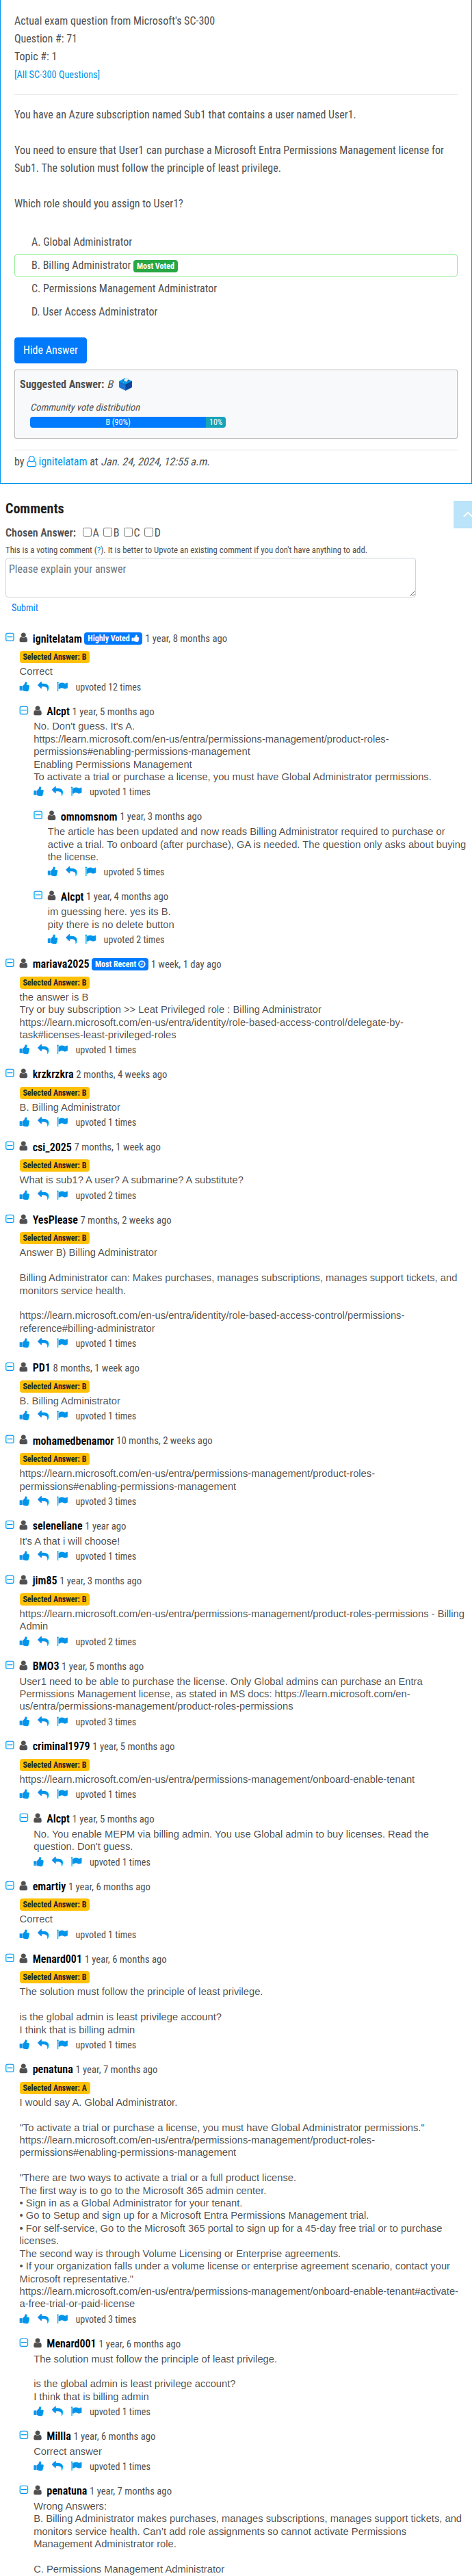 Actual exam question from Microsoft's SC-300
Question #: 71
Topic #: 1
[All SC-300 Questions]
You have an Azure subscription named Sub1 that contains a user named User1.
You need to ensure that User1 can purchase a Microsoft Entra Permissions Management license for
Sub1. The solution must follow the principle of least privilege.
Which role should you assign to User1?
A. Global Administrator
B. Billing Administrator Most Voted
C. Permissions Management Administrator
D. User Access Administrator
Hide Answer
Suggested Answer: B
Community vote distribution
B (90%) 10%
by ignitelatam at Jan. 24, 2024, 12:55 a.m.
Comments
Chosen Answer: A B C D
This is a voting comment (?). It is better to Upvote an existing comment if you don't have anything to add.
Please explain your answer
Submit
ignitelatam Highly Voted 1 year, 8 months ago
Selected Answer: B
Correct
upvoted 12 times
Alcpt 1 year, 5 months ago
No. Don't guess. It's A.
https://learn.microsoft.com/en-us/entra/permissions-management/product-roles-
permissions#enabling-permissions-management
Enabling Permissions Management
To activate a trial or purchase a license, you must have Global Administrator permissions.
upvoted 1 times
omnomsnom 1 year, 3 months ago
The article has been updated and now reads Billing Administrator required to purchase or
active a trial. To onboard (after purchase), GA is needed. The question only asks about buying
the license.
upvoted 5 times
Alcpt 1 year, 4 months ago
im guessing here. yes its B.
pity there is no delete button
upvoted 2 times
mariava2025 Most Recent 1 week, 1 day ago
Selected Answer: B
the answer is B
Try or buy subscription >> Leat Privileged role : Billing Administrator
https://learn.microsoft.com/en-us/entra/identity/role-based-access-control/delegate-by-
task#licenses-least-privileged-roles
upvoted 1 times
krzkrzkra 2 months, 4 weeks ago
Selected Answer: B
B. Billing Administrator
upvoted 1 times
csi_2025 7 months, 1 week ago
Selected Answer: B
What is sub1? A user? A submarine? A substitute?
upvoted 2 times
YesPlease 7 months, 2 weeks ago
Selected Answer: B
Answer B) Billing Administrator
Billing Administrator can: Makes purchases, manages subscriptions, manages support tickets, and
monitors service health.
https://learn.microsoft.com/en-us/entra/identity/role-based-access-control/permissions-
reference#billing-administrator
upvoted 1 times
PD1 8 months, 1 week ago
Selected Answer: B
B. Billing Administrator
upvoted 1 times
mohamedbenamor 10 months, 2 weeks ago
Selected Answer: B
https://learn.microsoft.com/en-us/entra/permissions-management/product-roles-
permissions#enabling-permissions-management
upvoted 3 times
seleneliane 1 year ago
It's A that i will choose!
upvoted 1 times
jim85 1 year, 3 months ago
Selected Answer: B
https://learn.microsoft.com/en-us/entra/permissions-management/product-roles-permissions - Billing
Admin
upvoted 2 times
BMO3 1 year, 5 months ago
User1 need to be able to purchase the license. Only Global admins can purchase an Entra
Permissions Management license, as stated in MS docs: https://learn.microsoft.com/en-
us/entra/permissions-management/product-roles-permissions
upvoted 3 times
criminal1979 1 year, 5 months ago
Selected Answer: B
https://learn.microsoft.com/en-us/entra/permissions-management/onboard-enable-tenant
upvoted 1 times
Alcpt 1 year, 5 months ago
No. You enable MEPM via billing admin. You use Global admin to buy licenses. Read the
question. Don't guess.
upvoted 1 times
emartiy 1 year, 6 months ago
Selected Answer: B
Correct
upvoted 1 times
Menard001 1 year, 6 months ago
Selected Answer: B
The solution must follow the principle of least privilege.
is the global admin is least privilege account?
I think that is billing admin
upvoted 1 times
penatuna 1 year, 7 months ago
Selected Answer: A
I would say A. Global Administrator.
"To activate a trial or purchase a license, you must have Global Administrator permissions."
https://learn.microsoft.com/en-us/entra/permissions-management/product-roles-
permissions#enabling-permissions-management
"There are two ways to activate a trial or a full product license.
The first way is to go to the Microsoft 365 admin center.
• Sign in as a Global Administrator for your tenant.
• Go to Setup and sign up for a Microsoft Entra Permissions Management trial.
• For self-service, Go to the Microsoft 365 portal to sign up for a 45-day free trial or to purchase
licenses.
The second way is through Volume Licensing or Enterprise agreements.
• If your organization falls under a volume license or enterprise agreement scenario, contact your
Microsoft representative."
https://learn.microsoft.com/en-us/entra/permissions-management/onboard-enable-tenant#activate-
a-free-trial-or-paid-license
upvoted 3 times
Menard001 1 year, 6 months ago
The solution must follow the principle of least privilege.
is the global admin is least privilege account?
I think that is billing admin
upvoted 1 times
Millla 1 year, 6 months ago
Correct answer
upvoted 1 times
penatuna 1 year, 7 months ago
Wrong Answers:
B. Billing Administrator makes purchases, manages subscriptions, manages support tickets, and
monitors service health. Can't add role assignments so cannot activate Permissions
Management Administrator role.
C. Permissions Management Administrator